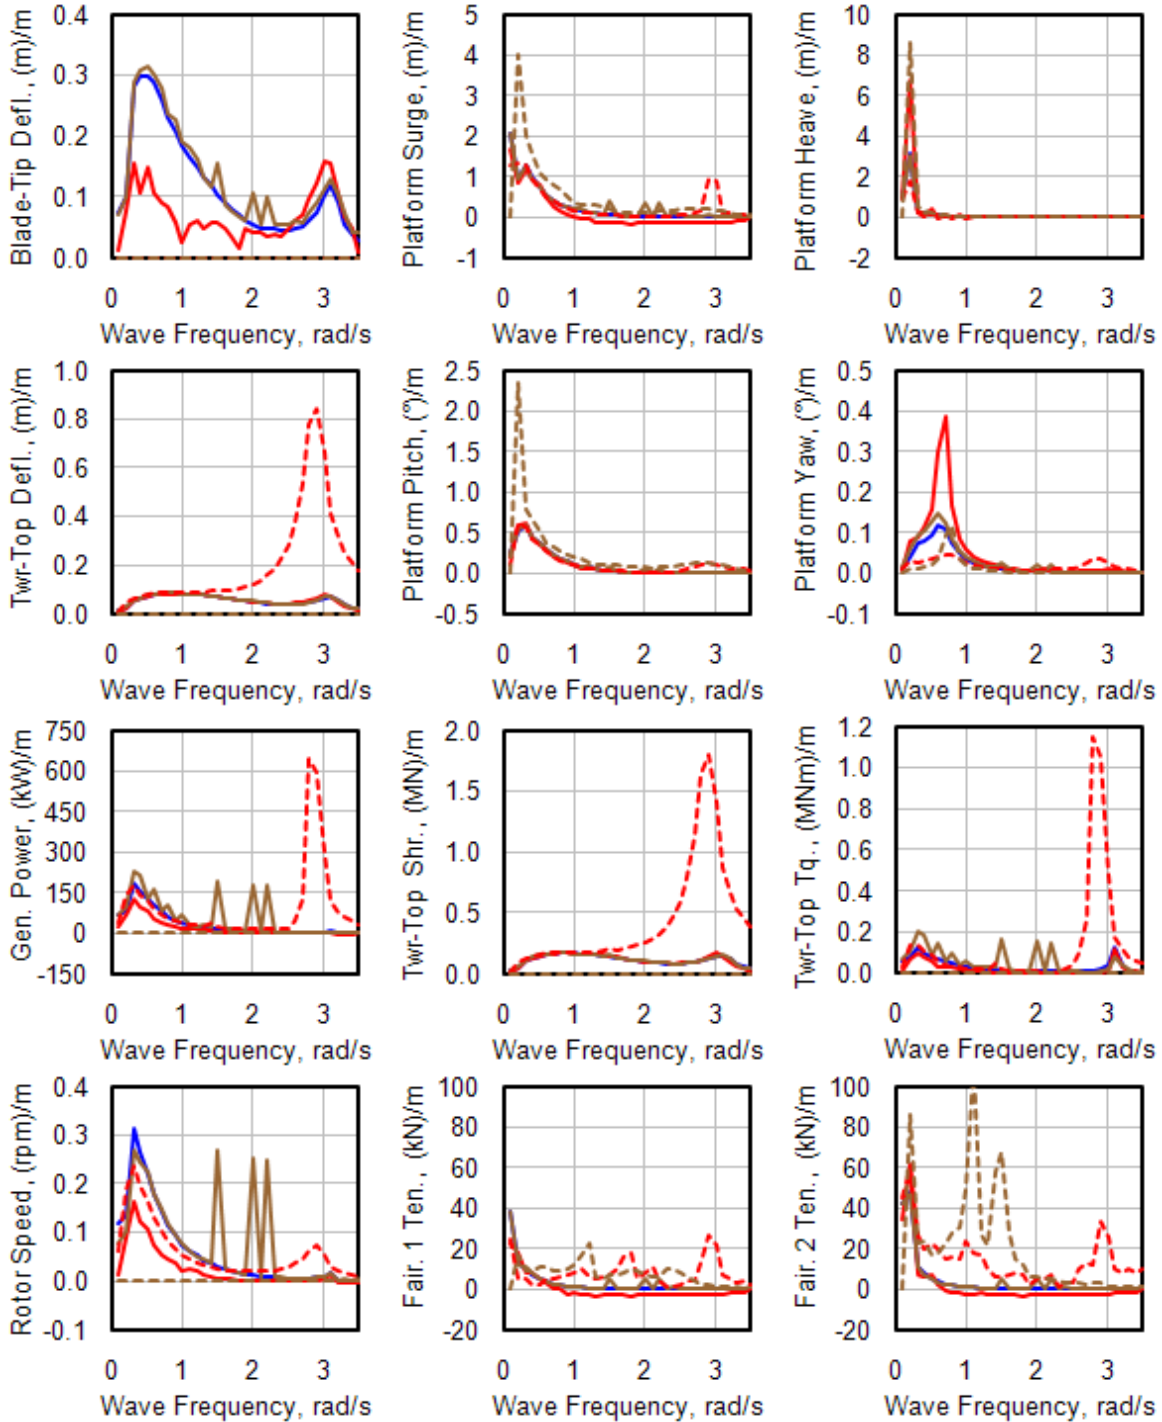 Blade-Tip Defl., (m)/m
0.4
0.3
0.2
0.1
0.0
0 1 2 3
Wave Frequency, rad/s
Platform Surge, (m)/m
5
4
3
2
1
0
-1
0 1 2 3
Wave Frequency, rad/s
Platform Heave, (m)/m
10
8
6
4
2
0
-2
0 1 2 3
Wave Frequency, rad/s
Twr-Top Defl., (m)/m
1.0
0.8
0.6
0.4
0.2
0.0
0 1 2 3
Wave Frequency, rad/s
Platform Pitch, (°)/m
2.5
2.0
1.5
1.0
0.5
0.0
-0.5
0 1 2 3
Wave Frequency, rad/s
Platform Yaw, (°)/m
0.5
0.4
0.3
0.2
0.1
0.0
-0.1
0 1 2 3
Wave Frequency, rad/s
Gen. Power, (kW)/m
750
600
450
300
150
0
-150
0 1 2 3
Wave Frequency, rad/s
Twr-Top Shr., (MN)/m
2.0
1.5
1.0
0.5
0.0
0 1 2 3
Wave Frequency, rad/s
Twr-Top Tq., (MNm)/m
1.2
1.0
0.8
0.6
0.4
0.2
0.0
0 1 2 3
Wave Frequency, rad/s
Rotor Speed, (rpm)/m
0.4
0.3
0.2
0.1
0.0
-0.1
0 1 2 3
Wave Frequency, rad/s
Fair. 1 Ten., (kN)/m
100
80
60
40
20
0
-20
0 1 2 3
Wave Frequency, rad/s
Fair. 2 Ten., (kN)/m
100
80
60
40
20
0
-20
0 1 2 3
Wave Frequency, rad/s